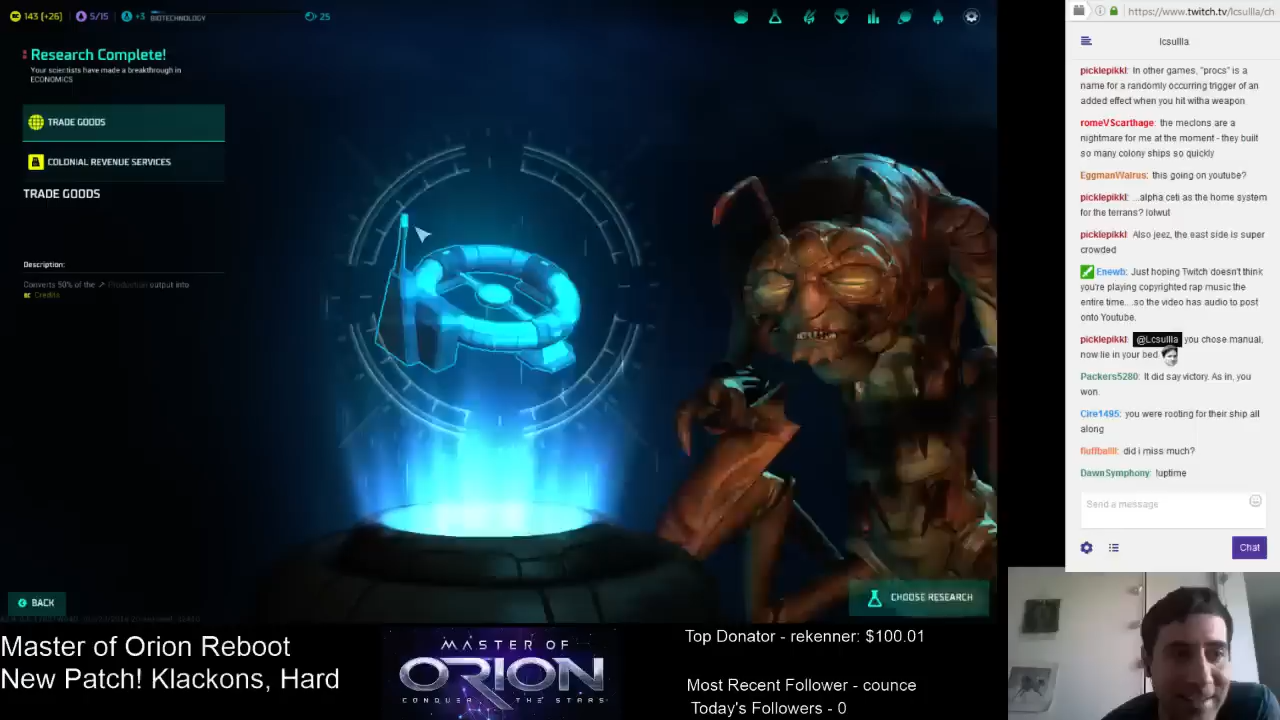 143 [+26]
5/15
+3
BIOTECHNOLOGY
25
Research Complete!
Your scientists have made a breakthrough in
ECONOMICS
TRADE GOODS
COLONIAL REVENUE SERVICES
TRADE GOODS
Description:
Converts 50% of the Production output into
Credits
BACK
CHOOSE RESEARCH
https://www.twitch.tv/lcsullla/ch
lcsullla
picklepikkl: In other games, "procs" is a
name for a randomly occurring trigger of an
added effect when you hit witha weapon
romeVScarthage: the meclons are a
nightmare for me at the moment - they built
so many colony ships so quickly
EggmanWalrus: this going on youtube?
picklepikkl: ...alpha ceti as the home system
for the terrans? lolwut
picklepikkl: Also jeez, the east side is super
crowded
Enewb: Just hoping Twitch doesn't think
you're playing copyrighted rap music the
entire time....so the video has audio to post
onto Youtube.
picklepikkl: @Lcsullla you chose manual,
now lie in your bed
Packers5280: It did say victory. As in, you
won.
Cire1495: you were rooting for their ship all
along
fluffballll: did i miss much?
DawnSymphony: !uptime
Send a message
Chat
Master of Orion Reboot
New Patch! Klackons, Hard
MASTER OF
ORION
CONQUER THE STARS
Top Donator - rekenner: $100.01
Most Recent Follower - counce
Today's Followers - 0